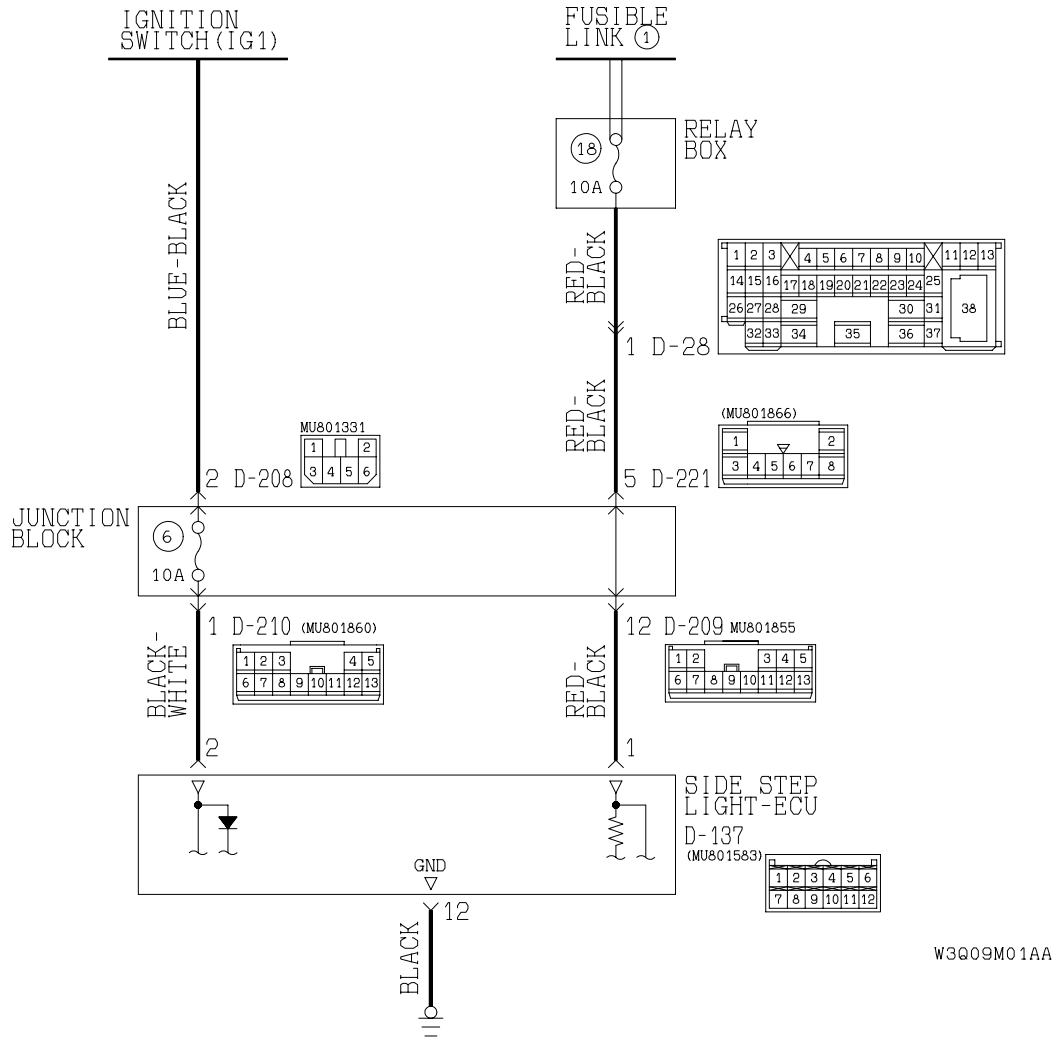 IGNITION
SWITCH(IG1)
FUSIBLE
LINK 1
18
10A
RELAY
BOX
BLUE-BLACK
RED-
BLACK
1 2 3 4 5 6 7 8 9 10 11 12 13
14 15 16 17 18 19 20 21 22 23 24 25
26 27 28 29 30 31 38
32 33 34 35 36 37
1 D-28
RED-
BLACK
MU801331
1 2
3 4 5 6
2 D-208
(MU801866)
1 2
3 4 5 6 7 8
5 D-221
JUNCTION
BLOCK
6
10A
1 D-210 (MU801860)
1 2 3 4 5
6 7 8 9 10 11 12 13
BLACK-
WHITE
12 D-209 MU801855
1 2 3 4 5
6 7 8 9 10 11 12 13
RED-
BLACK
2
1
SIDE STEP
LIGHT-ECU
D-137
(MU801583)
1 2 3 4 5 6
7 8 9 10 11 12
GND
12
BLACK
W3Q09M01AA